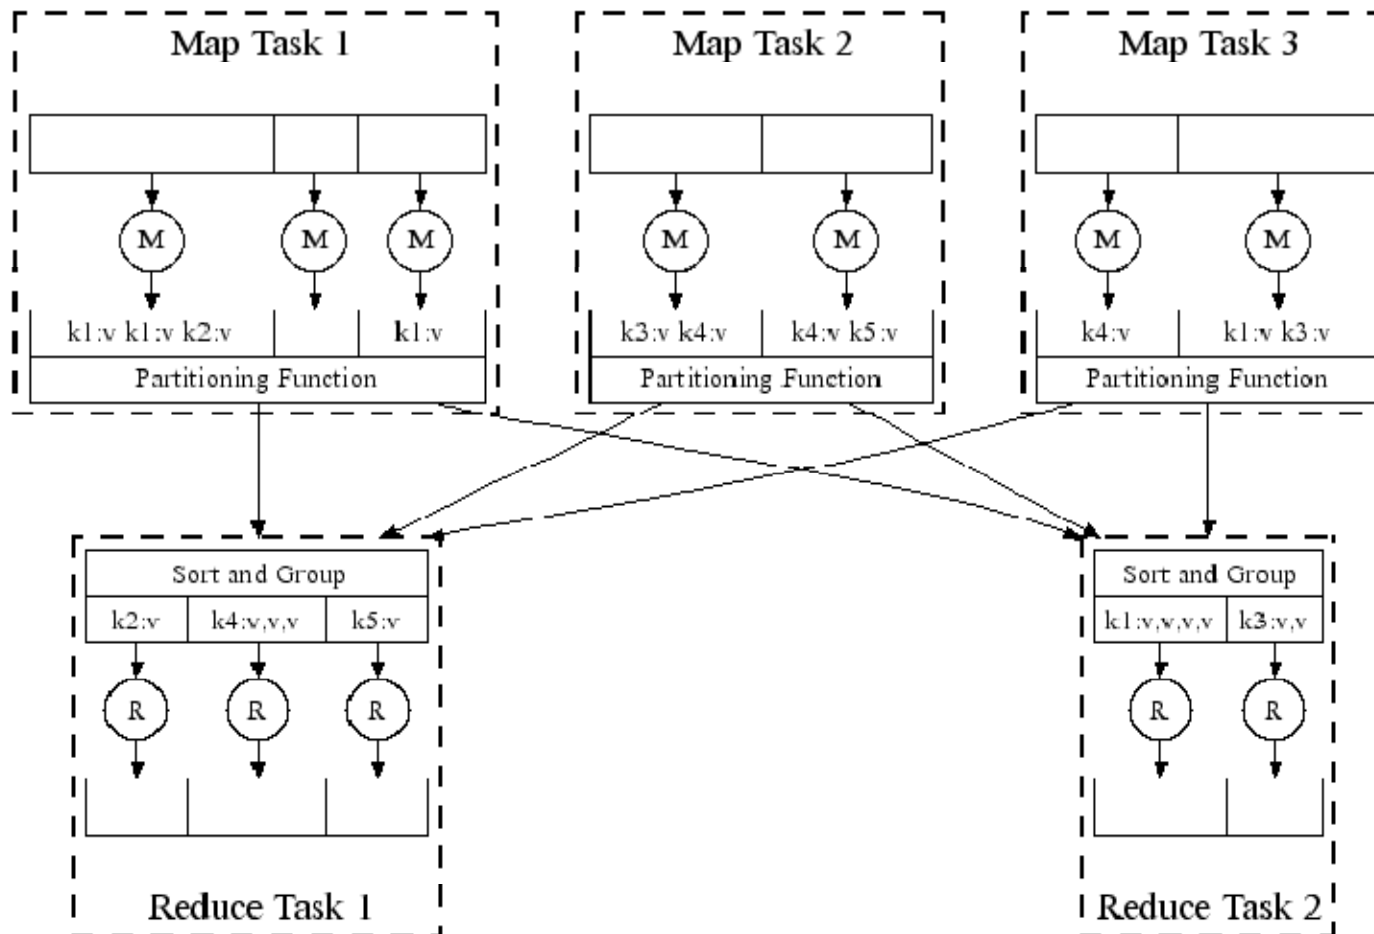 Map Task 1
Map Task 2
Map Task 3
M
M
M
M
M
M
M
k1:v k1:v k2:v
k1:v
k3:v k4:v
k4:v k5:v
k4:v
k1:v k3:v
Partitioning Function
Partitioning Function
Partitioning Function
Sort and Group
Sort and Group
k2:v
k4:v,v,v
k5:v
k1:v,v,v,v
k3:v,v
R
R
R
R
R
Reduce Task 1
Reduce Task 2